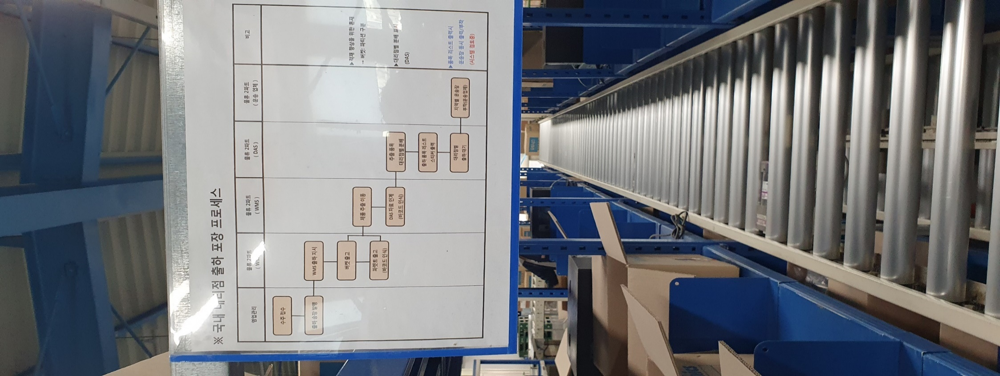 ※ 국내 대리점 출하 포장 프로세스
영업관리
물류 2파트
물류 2파트
( WMS )
물류 2파트
( DAS )
물류 2파트
( 운송 업체 )
비고
수주 접수
출하 송장 발행
WMS 출하 지시
버켓 출고
파렛트 출고
(바코드 인식)
제품 추출 이동
▶적재 향상을 위한 혼재
→ 버켓: 파티션 구분
DAS 자료 인계
(바코드 인식)
추출 품목
대리점별 분배
▶대리점별 분배 표시
(DAS)
출하 품목 리스트
스티커 출력
대리점별
출하 대기
지역별 운송장
부착(운송업체)
▶품목 리스트 출력시
운송장 동시 출력/부착
(시스템 검토중)